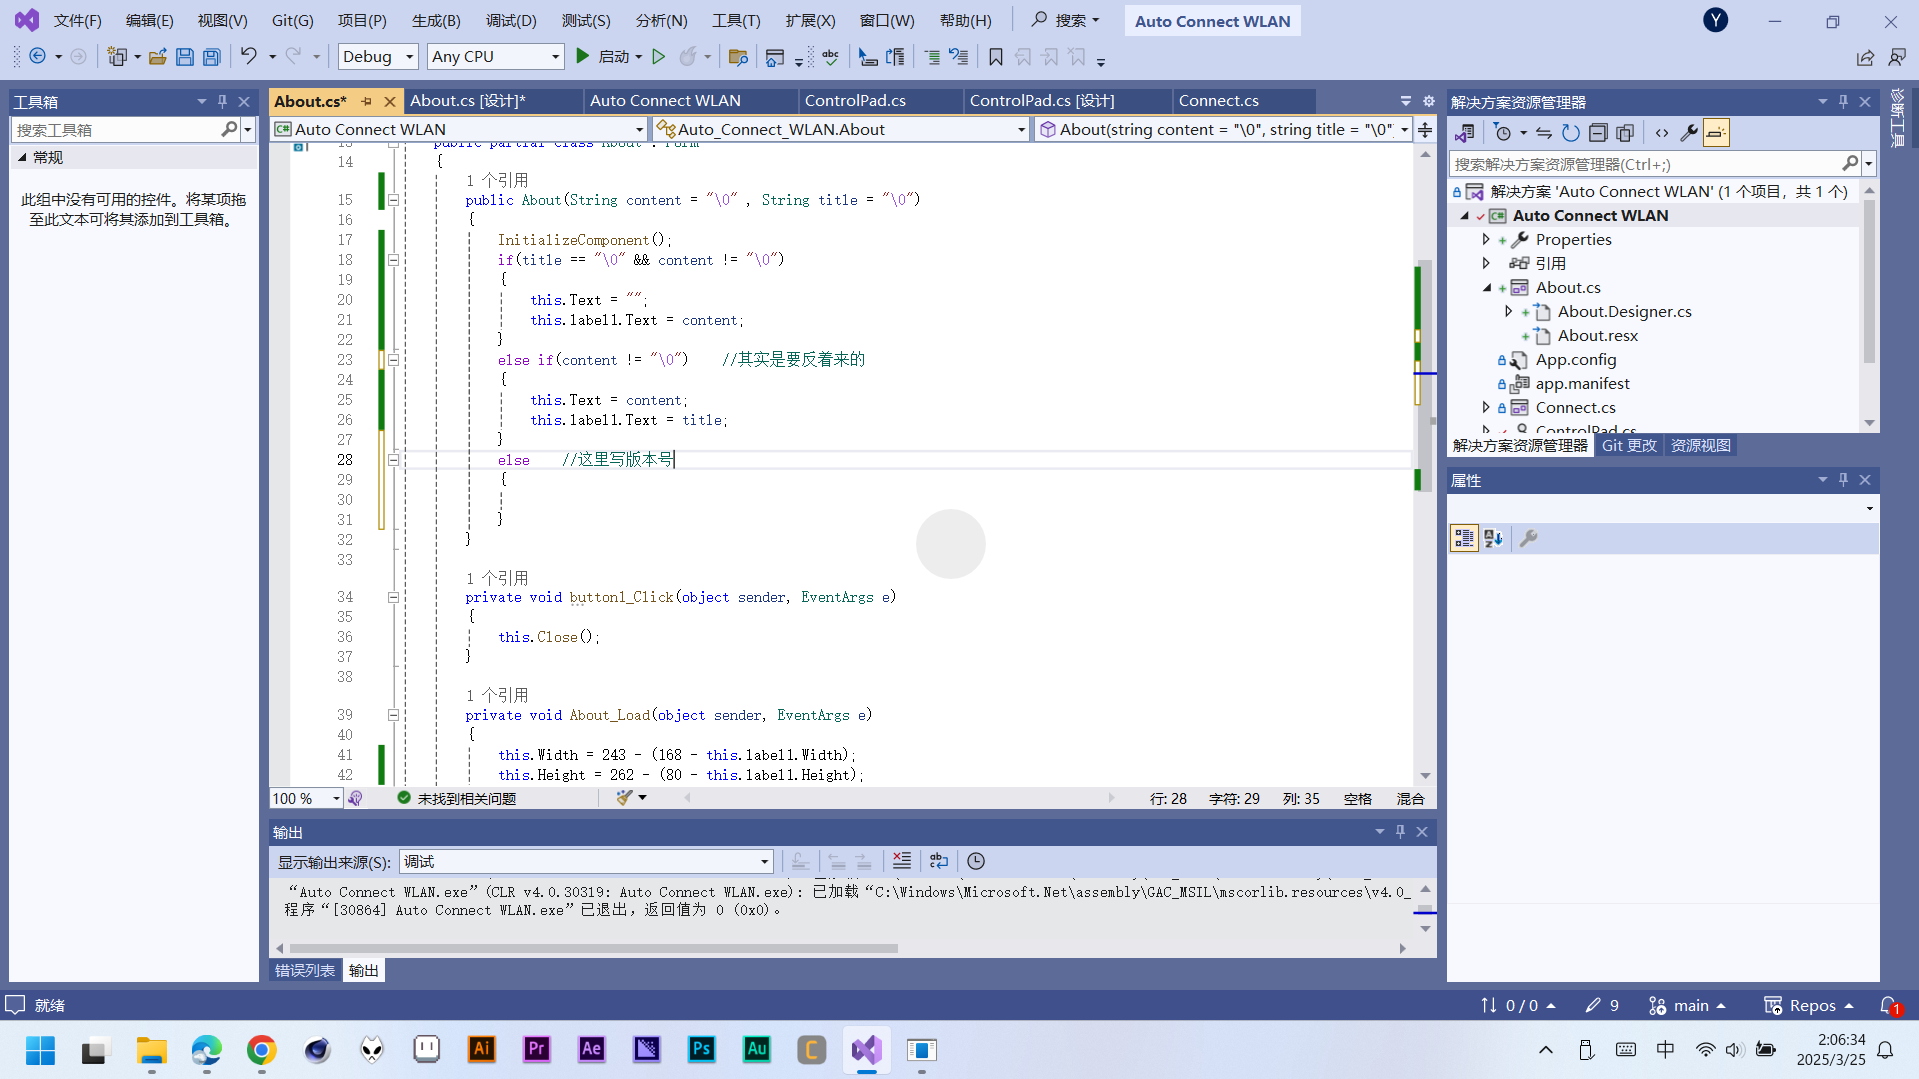 文件(F) 编辑(E) 视图(V) Git(G) 项目(P) 生成(B) 调试(D) 测试(S) 分析(N) 工具(T) 扩展(X) 窗口(W) 帮助(H) 搜索 Auto Connect WLAN Y
Debug Any CPU 启动 abc
工具箱
搜索工具箱
常规
此组中没有可用的控件。将某项拖
至此文本可将其添加到工具箱。
About.cs* About.cs [设计]* Auto Connect WLAN ControlPad.cs ControlPad.cs [设计] Connect.cs
Auto Connect WLAN Auto_Connect_WLAN.About About(string content = "\0", string title = "\0"
13 public partial class About : Form
14 {
1 个引用
15 public About(String content = "\0" , String title = "\0")
16 {
17 InitializeComponent();
18 if(title == "\0" && content != "\0")
19 {
20 this.Text = "";
21 this.label1.Text = content;
22 }
23 else if(content != "\0") //其实是要反着来的
24 {
25 this.Text = content;
26 this.label1.Text = title;
27 }
28 else //这里写版本号
29 {
30
31 }
32 }
33
1 个引用
34 private void button1_Click(object sender, EventArgs e)
35 {
36 this.Close();
37 }
38
1 个引用
39 private void About_Load(object sender, EventArgs e)
40 {
41 this.Width = 243 - (168 - this.label1.Width);
42 this.Height = 262 - (80 - this.label1.Height);
100 % 未找到相关问题 行: 28 字符: 29 列: 35 空格 混合
输出
显示输出来源(S): 调试
“Auto Connect WLAN.exe”(CLR v4.0.30319: Auto Connect WLAN.exe): 已加载“C:\Windows\Microsoft.Net\assembly\GAC_MSIL\mscorlib.resources\v4.0_
程序“[30864] Auto Connect WLAN.exe”已退出，返回值为 0 (0x0)。
错误列表 输出
解决方案资源管理器
搜索解决方案资源管理器(Ctrl+;)
解决方案 'Auto Connect WLAN' (1 个项目，共 1 个)
Auto Connect WLAN
Properties
引用
About.cs
About.Designer.cs
About.resx
App.config
app.manifest
Connect.cs
ControlPad.cs
解决方案资源管理器 Git 更改 资源视图
属性
诊断工具
就绪 0 / 0 9 main Repos 1
Ai Pr Ae Ps Au C 中
2:06:34
2025/3/25